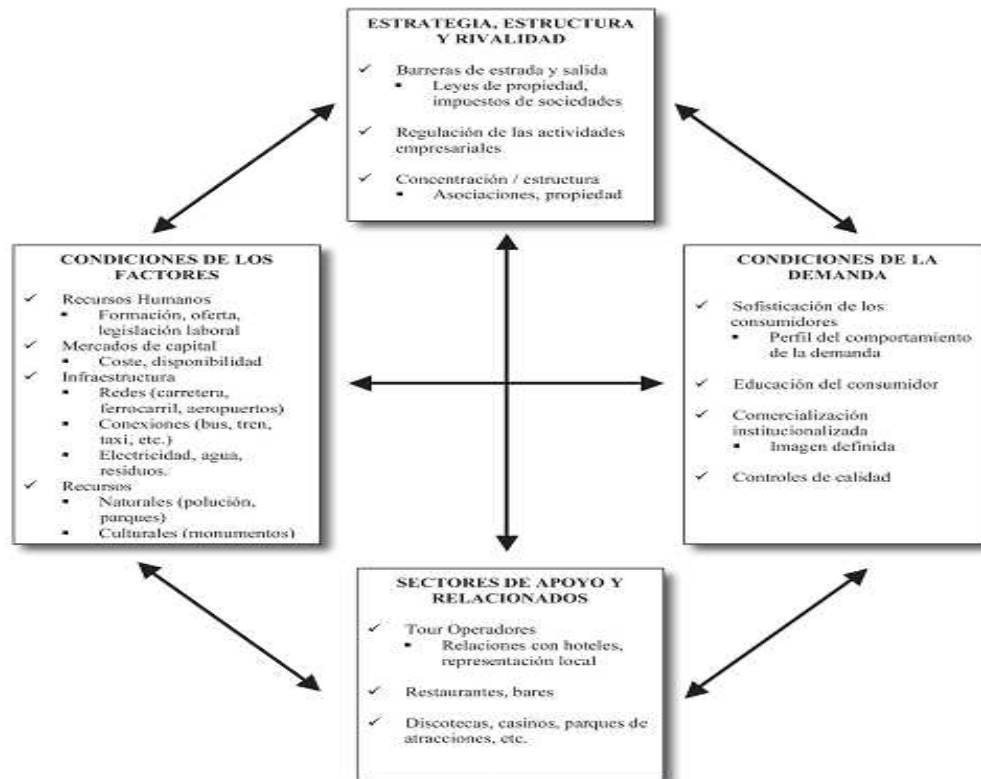 ESTRATEGIA, ESTRUCTURA
Y RIVALIDAD
✓ Barreras de estrada y salida
▪ Leyes de propiedad,
impuestos de sociedades
✓ Regulación de las actividades
empresariales
✓ Concentración / estructura
▪ Asociaciones, propiedad
CONDICIONES DE LOS
FACTORES
✓ Recursos Humanos
▪ Formación, oferta,
legislación laboral
✓ Mercados de capital
▪ Coste, disponibilidad
✓ Infraestructura
▪ Redes (carretera,
ferrocarril, aeropuertos)
▪ Conexiones (bus, tren,
taxi, etc.)
▪ Electricidad, agua,
residuos.
✓ Recursos
▪ Naturales (polución,
parques)
▪ Culturales (monumentos)
CONDICIONES DE LA
DEMANDA
✓ Sofisticación de los
consumidores
▪ Perfil del comportamiento
de la demanda
✓ Educación del consumidor
✓ Comercialización
institucionalizada
▪ Imagen definida
✓ Controles de calidad
SECTORES DE APOYO Y
RELACIONADOS
✓ Tour Operadores
▪ Relaciones con hoteles,
representación local
✓ Restaurantes, bares
✓ Discotecas, casinos, parques de
atracciones, etc.